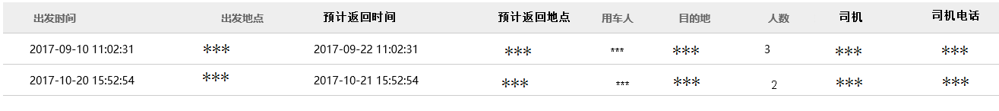 出发时间 出发地点 预计返回时间 预计返回地点 用车人 目的地 人数 司机 司机电话
2017-09-10 11:02:31 *** 2017-09-22 11:02:31 *** *** *** 3 *** ***
2017-10-20 15:52:54 *** 2017-10-21 15:52:54 *** *** *** 2 *** ***